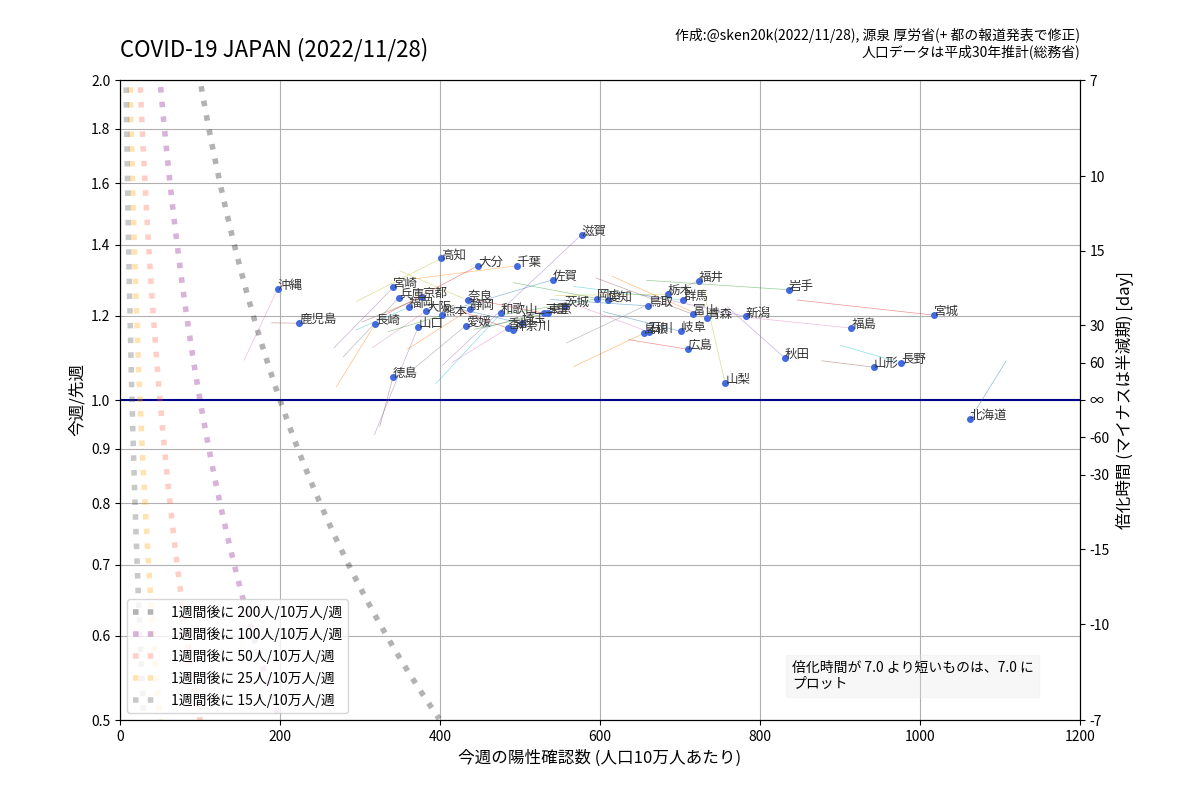 COVID-19 JAPAN (2022/11/28)
作成:@sken20k(2022/11/28), 源泉 厚労省(+ 都の報道発表で修正)
人口データは平成30年推計(総務省)
今週/先週
2.0
1.8
1.6
1.4
1.2
1.0
0.9
0.8
0.7
0.6
0.5
滋賀
高知
大分
千葉
佐賀
福井
沖縄
宮崎
岩手
兵庫
京都
奈良
栃木
群馬
愛知
福岡
大阪
熊本
静岡
和歌山
茨城
鳥取
富山
青森
新潟
宮城
鹿児島
長崎
山口
愛媛
神奈川
埼玉
石川
岐阜
福島
広島
秋田
山形
長野
徳島
山梨
北海道
1週間後に 200人/10万人/週
1週間後に 100人/10万人/週
1週間後に 50人/10万人/週
1週間後に 25人/10万人/週
1週間後に 15人/10万人/週
倍化時間が 7.0 より短いものは、7.0 に
プロット
7
10
15
30
60
∞
-60
-30
-15
-10
-7
倍化時間 (マイナスは半減期) [day]
0
200
400
600
800
1000
1200
今週の陽性確認数 (人口10万人あたり)